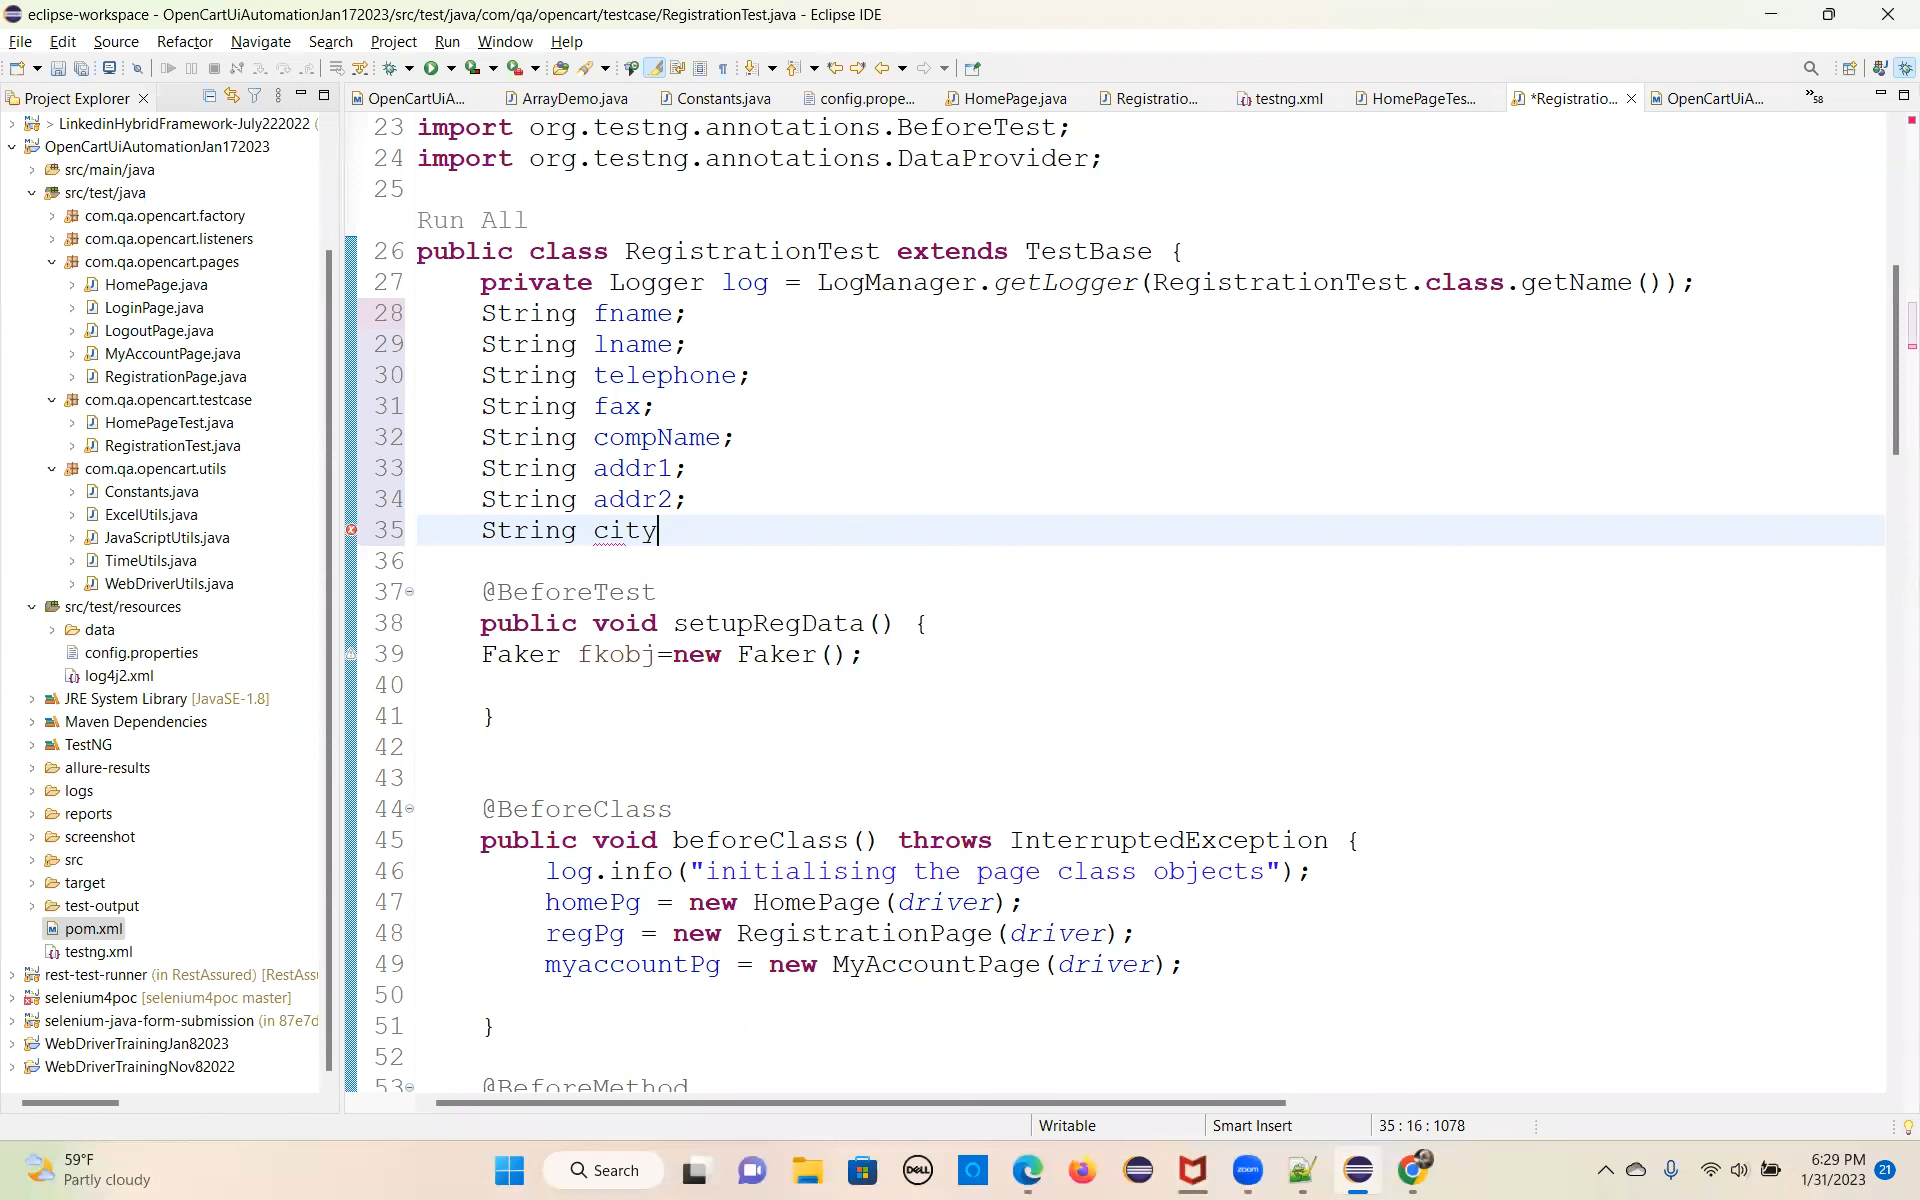 eclipse-workspace - OpenCartUiAutomationJan172023/src/test/java/com/qa/opencart/testcase/RegistrationTest.java - Eclipse IDE
File Edit Source Refactor Navigate Search Project Run Window Help
Project Explorer
OpenCartUiA... ArrayDemo.java Constants.java config.prope... HomePage.java Registratio... testng.xml HomePageTes... *Registratio... OpenCartUiA... »58
> LinkedinHybridFramework-July222022 (
OpenCartUiAutomationJan172023
src/main/java
src/test/java
com.qa.opencart.factory
com.qa.opencart.listeners
com.qa.opencart.pages
HomePage.java
LoginPage.java
LogoutPage.java
MyAccountPage.java
RegistrationPage.java
com.qa.opencart.testcase
HomePageTest.java
RegistrationTest.java
com.qa.opencart.utils
Constants.java
ExcelUtils.java
JavaScriptUtils.java
TimeUtils.java
WebDriverUtils.java
src/test/resources
data
config.properties
log4j2.xml
JRE System Library [JavaSE-1.8]
Maven Dependencies
TestNG
allure-results
logs
reports
screenshot
src
target
test-output
pom.xml
testng.xml
rest-test-runner (in RestAssured) [RestAssu
selenium4poc [selenium4poc master]
selenium-java-form-submission (in 87e7d
WebDriverTrainingJan82023
WebDriverTrainingNov82022
23 import org.testng.annotations.BeforeTest;
24 import org.testng.annotations.DataProvider;
25
Run All
26 public class RegistrationTest extends TestBase {
27 private Logger log = LogManager.getLogger(RegistrationTest.class.getName());
28 String fname;
29 String lname;
30 String telephone;
31 String fax;
32 String compName;
33 String addr1;
34 String addr2;
35 String city
36
37 @BeforeTest
38 public void setupRegData() {
39 Faker fkobj=new Faker();
40
41 }
42
43
44 @BeforeClass
45 public void beforeClass() throws InterruptedException {
46 log.info("initialising the page class objects");
47 homePg = new HomePage(driver);
48 regPg = new RegistrationPage(driver);
49 myaccountPg = new MyAccountPage(driver);
50
51 }
52
53 @BeforeMethod
Writable Smart Insert 35 : 16 : 1078
59°F
Partly cloudy
Search
DELL
zoom
6:29 PM
1/31/2023
21